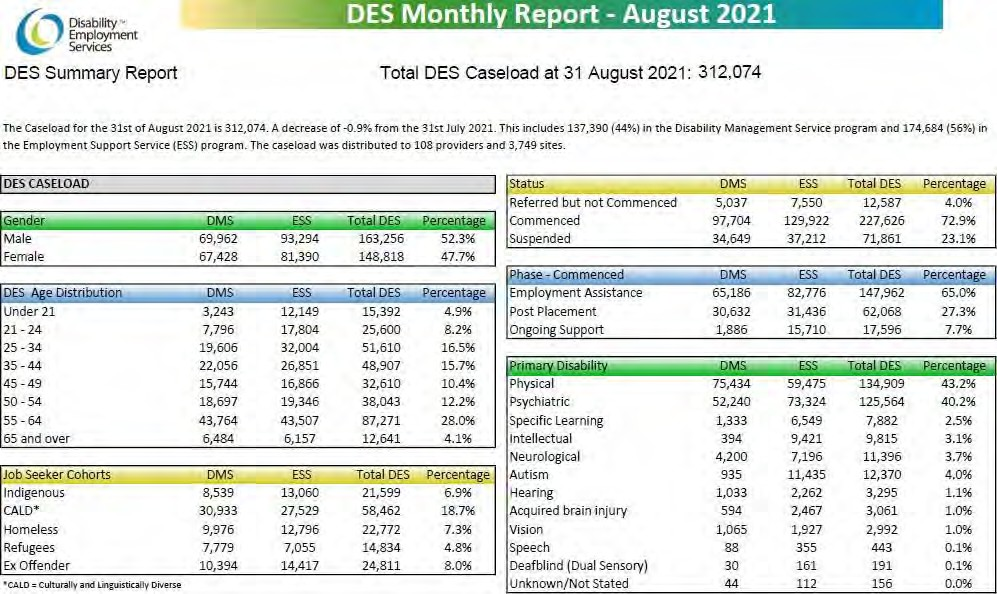 Disability™
Employment
Services
DES Monthly Report - August 2021
DES Summary Report
Total DES Caseload at 31 August 2021: 312,074
The Caseload for the 31st of August 2021 is 312,074. A decrease of -0.9% from the 31st July 2021. This includes 137,390 (44%) in the Disability Management Service program and 174,684 (56%) in
the Employment Support Service (ESS) program. The caseload was distributed to 108 providers and 3,749 sites.
DES CASELOAD
Gender DMS ESS Total DES Percentage
Male 69,962 93,294 163,256 52.3%
Female 67,428 81,390 148,818 47.7%
DES Age Distribution DMS ESS Total DES Percentage
Under 21 3,243 12,149 15,392 4.9%
21 - 24 7,796 17,804 25,600 8.2%
25 - 34 19,606 32,004 51,610 16.5%
35 - 44 22,056 26,851 48,907 15.7%
45 - 49 15,744 16,866 32,610 10.4%
50 - 54 18,697 19,346 38,043 12.2%
55 - 64 43,764 43,507 87,271 28.0%
65 and over 6,484 6,157 12,641 4.1%
Job Seeker Cohorts DMS ESS Total DES Percentage
Indigenous 8,539 13,060 21,599 6.9%
CALD* 30,933 27,529 58,462 18.7%
Homeless 9,976 12,796 22,772 7.3%
Refugees 7,779 7,055 14,834 4.8%
Ex Offender 10,394 14,417 24,811 8.0%
*CALD = Culturally and Linguistically Diverse
Status DMS ESS Total DES Percentage
Referred but not Commenced 5,037 7,550 12,587 4.0%
Commenced 97,704 129,922 227,626 72.9%
Suspended 34,649 37,212 71,861 23.1%
Phase - Commenced DMS ESS Total DES Percentage
Employment Assistance 65,186 82,776 147,962 65.0%
Post Placement 30,632 31,436 62,068 27.3%
Ongoing Support 1,886 15,710 17,596 7.7%
Primary Disability DMS ESS Total DES Percentage
Physical 75,434 59,475 134,909 43.2%
Psychiatric 52,240 73,324 125,564 40.2%
Specific Learning 1,333 6,549 7,882 2.5%
Intellectual 394 9,421 9,815 3.1%
Neurological 4,200 7,196 11,396 3.7%
Autism 935 11,435 12,370 4.0%
Hearing 1,033 2,262 3,295 1.1%
Acquired brain injury 594 2,467 3,061 1.0%
Vision 1,065 1,927 2,992 1.0%
Speech 88 355 443 0.1%
Deafblind (Dual Sensory) 30 161 191 0.1%
Unknown/Not Stated 44 112 156 0.0%